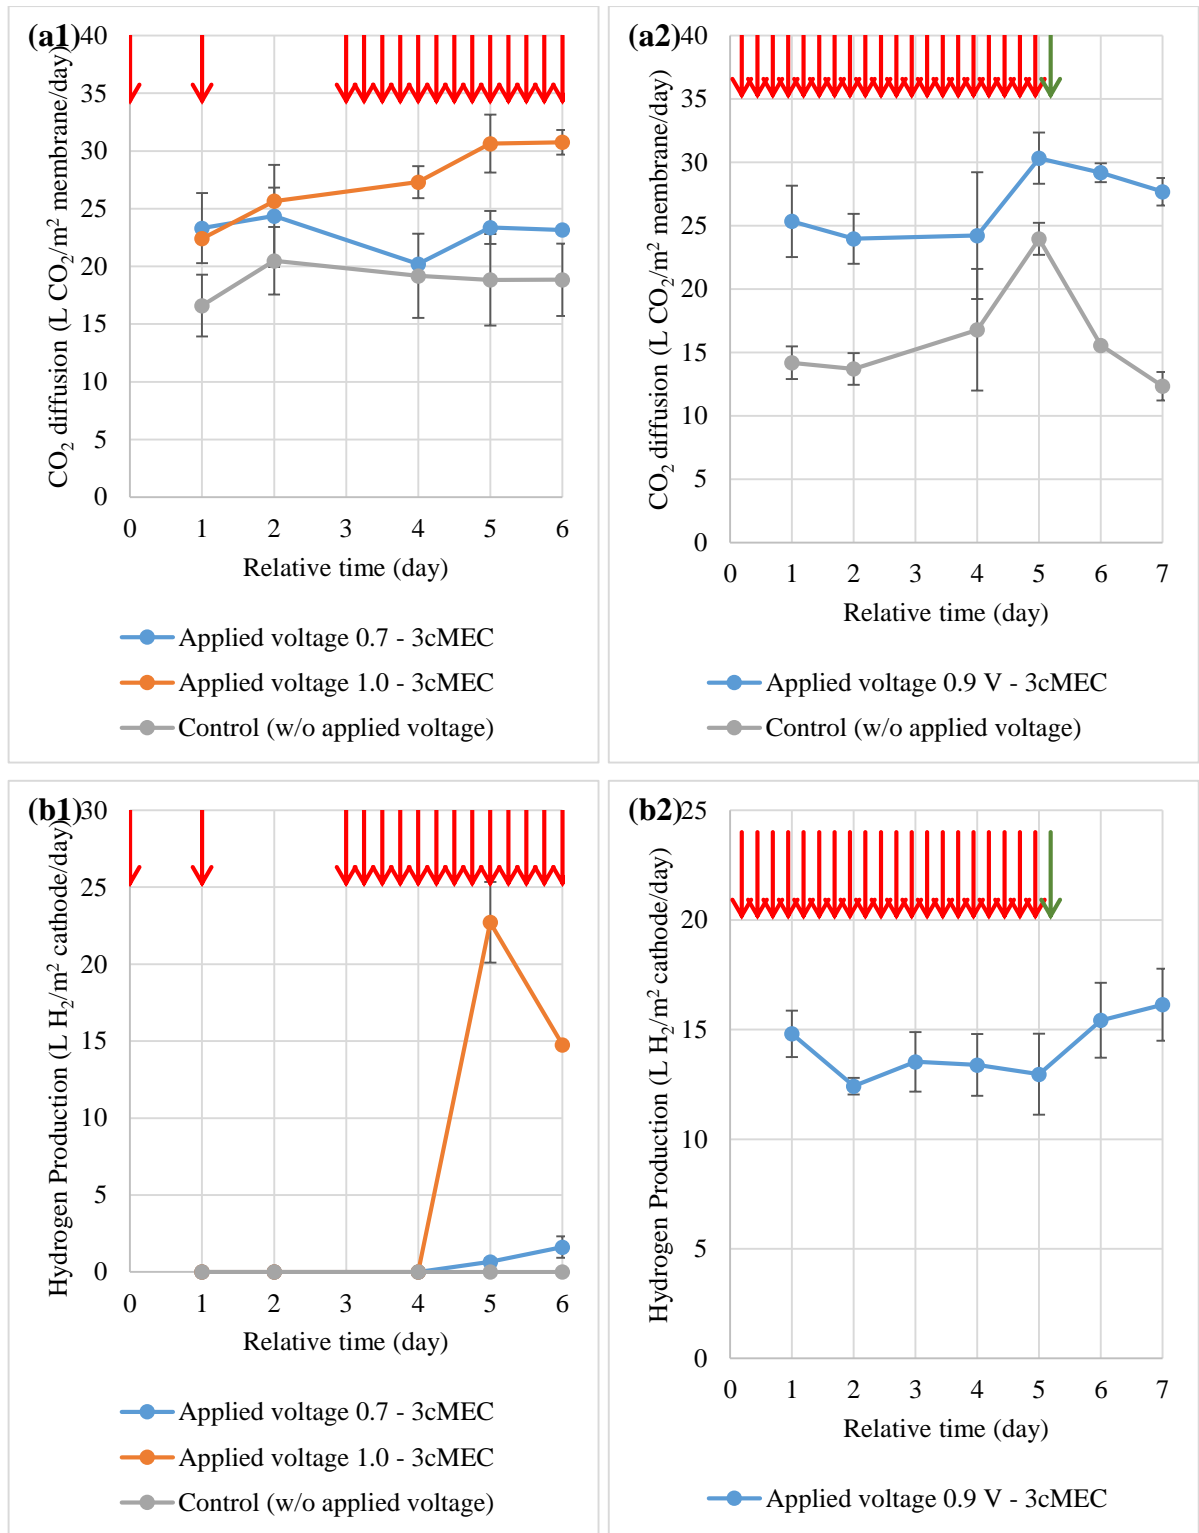 (a1)
CO₂ diffusion (L CO₂/m² membrane/day)
40
35
30
25
20
15
10
5
0
0 1 2 3 4 5 6
Relative time (day)
Applied voltage 0.7 - 3cMEC
Applied voltage 1.0 - 3cMEC
Control (w/o applied voltage)
(a2)
CO₂ diffusion (L CO₂/m² membrane/day)
40
35
30
25
20
15
10
5
0
0 1 2 3 4 5 6 7
Relative time (day)
Applied voltage 0.9 V - 3cMEC
Control (w/o applied voltage)
(b1)
Hydrogen Production (L H₂/m² cathode/day)
30
25
20
15
10
5
0
0 1 2 3 4 5 6
Relative time (day)
Applied voltage 0.7 - 3cMEC
Applied voltage 1.0 - 3cMEC
Control (w/o applied voltage)
(b2)
Hydrogen Production (L H₂/m² cathode/day)
25
20
15
10
5
0
0 1 2 3 4 5 6 7
Relative time (day)
Applied voltage 0.9 V - 3cMEC